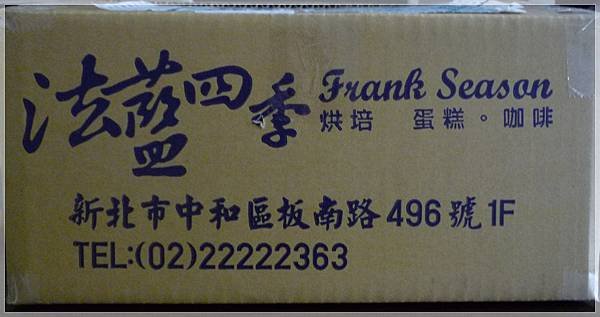 法藍四季 Frank Season
烘培 蛋糕。咖啡
新北市中和區板南路 496 號 1F
TEL:(02)22222363